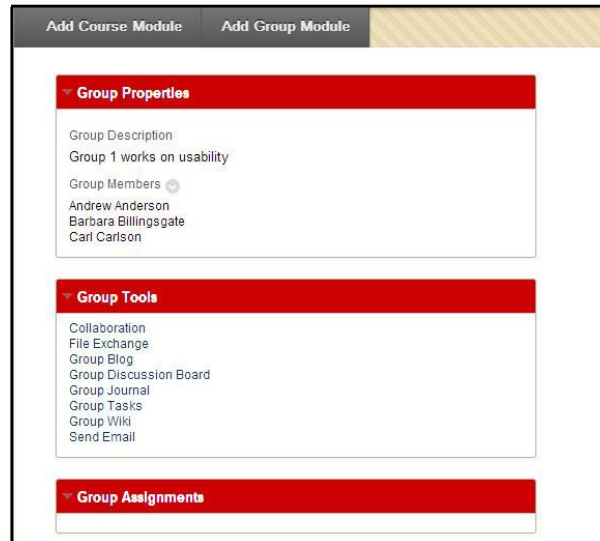 Add Course Module Add Group Module
Group Properties
Group Description
Group 1 works on usability
Group Members
Andrew Anderson
Barbara Billingsgate
Carl Carlson
Group Tools
Collaboration
File Exchange
Group Blog
Group Discussion Board
Group Journal
Group Tasks
Group Wiki
Send Email
Group Assignments